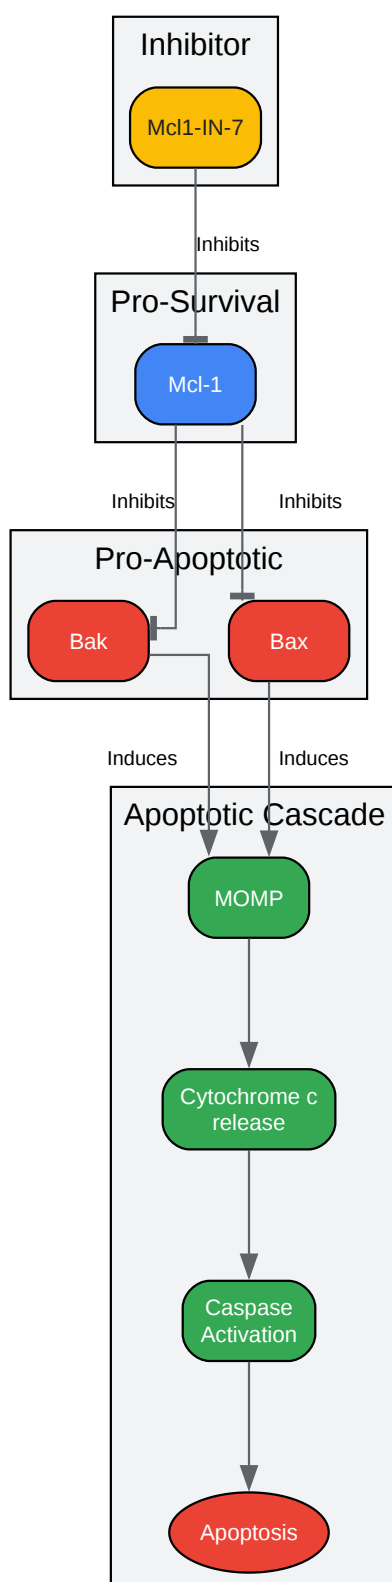 Inhibitor
Mcl1-IN-7
Inhibits
Pro-Survival
Mcl-1
Inhibits
Inhibits
Pro-Apoptotic
Bak
Bax
Induces
Induces
Apoptotic Cascade
MOMP
Cytochrome c
release
Caspase
Activation
Apoptosis